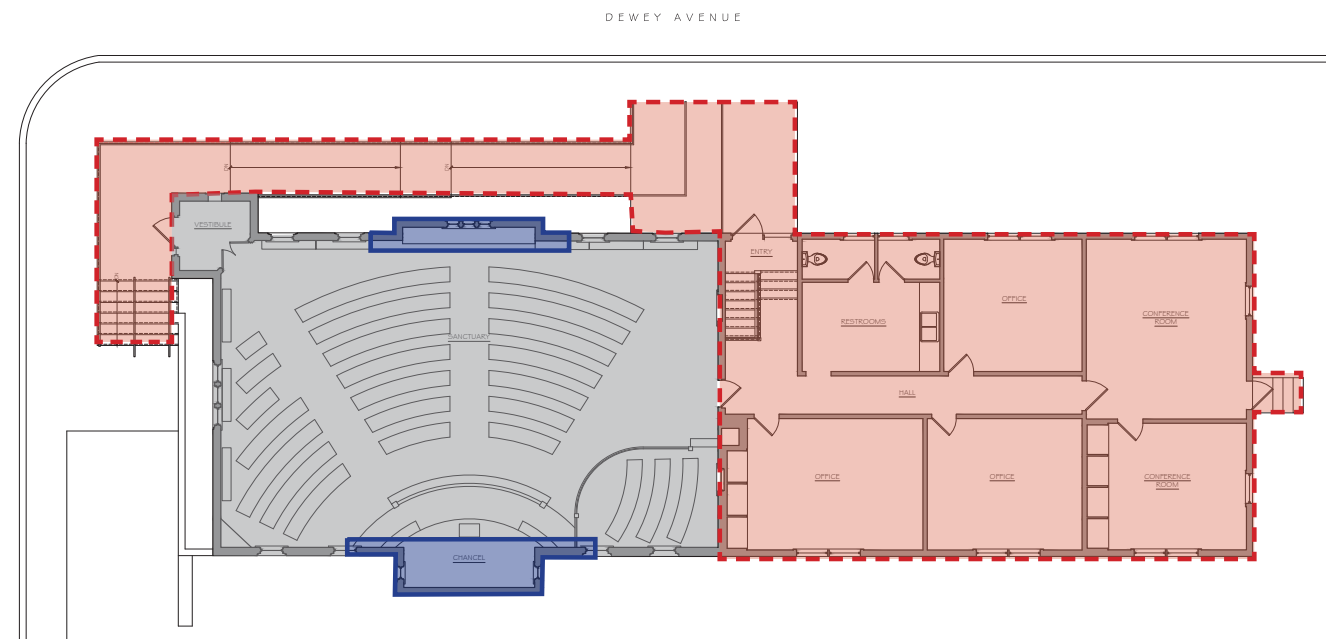 DEWEY AVENUE
VESTIBULE
ENTRY
OFFICE
CONFERENCE
ROOM
RESTROOMS
SANCTUARY
HALL
OFFICE
OFFICE
CONFERENCE
ROOM
CHANCEL